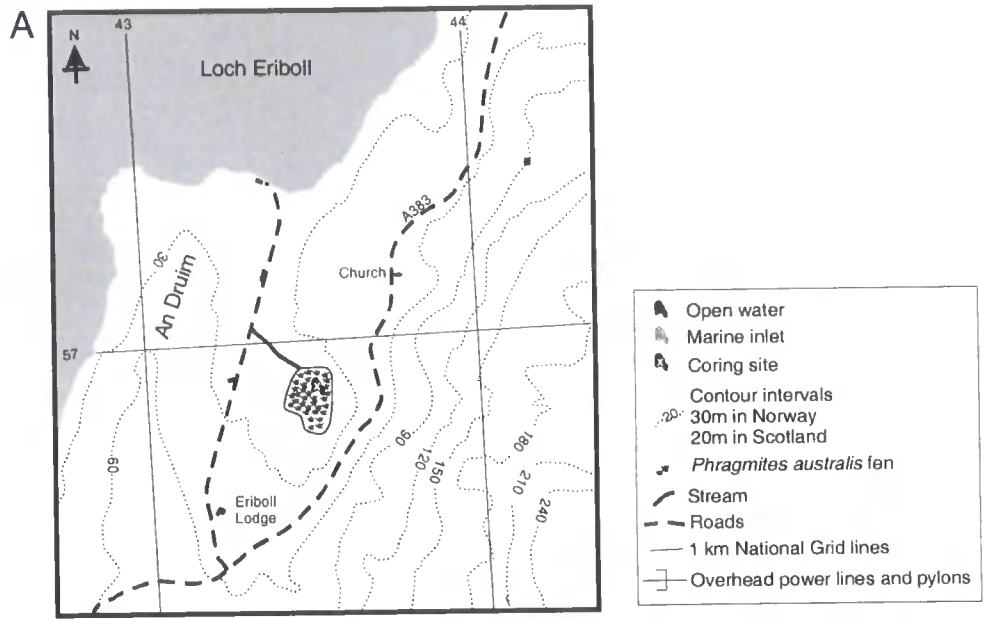 A
N
43
44
Loch Eriboll
A383
30
An Druim
Church
57
60
90
120
150
180
210
240
Eriboll
Lodge
Open water
Marine inlet
Coring site
Contour intervals
20
30m in Norway
20m in Scotland
Phragmites australis fen
Stream
Roads
1 km National Grid lines
Overhead power lines and pylons